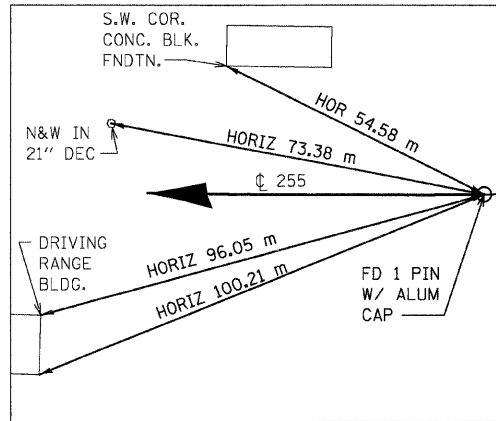 S.W. COR.
CONC. BLK.
FNDTN.
HOR 54.58 m
N&W IN
21" DEC
HORIZ 73.38 m
℄ 255
DRIVING
RANGE
BLDG.
HORIZ 96.05 m
HORIZ 100.21 m
FD 1 PIN
W/ ALUM
CAP